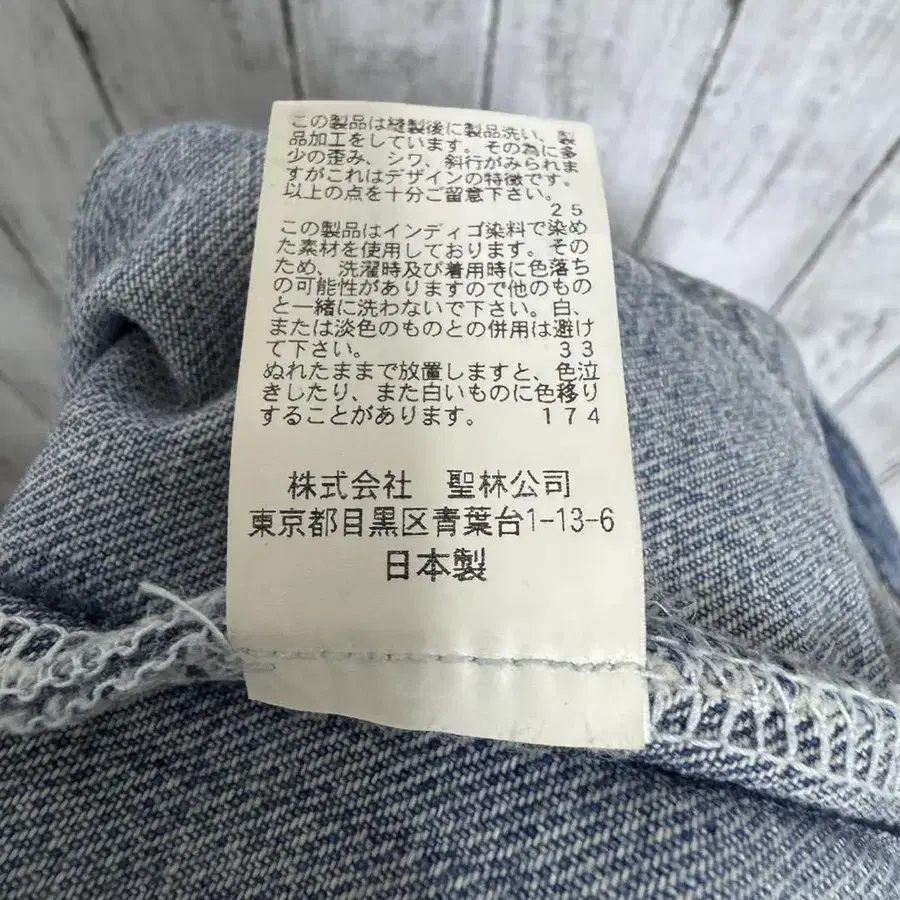 この製品は縫製後に製品洗い、製
品加工をしています。その為に多
少の歪み、シワ、斜行がみられま
すがこれはデザインの特徴です。
以上の点を十分ご留意下さい。
25
この製品はインディゴ染料で染め
た素材を使用しております。その
ため、洗濯時及び着用時に色落ち
の可能性がありますので他のもの
と一緒に洗わないで下さい。白、
または淡色のものとの併用は避け
て下さい。 33
ぬれたままで放置しますと、色泣
きしたり、また白いものに色移り
することがあります。 174
株式会社 聖林公司
東京都目黒区青葉台1-13-6
日本製